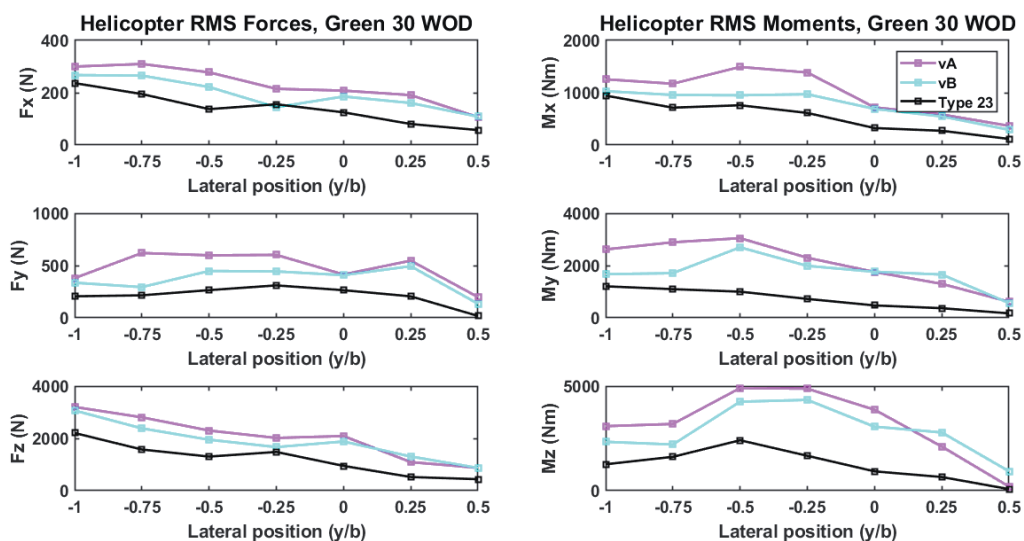 Helicopter RMS Forces, Green 30 WOD
400
200
0
Fx (N)
-1 -0.75 -0.5 -0.25 0 0.25 0.5
Lateral position (y/b)
1000
500
0
Fy (N)
-1 -0.75 -0.5 -0.25 0 0.25 0.5
Lateral position (y/b)
4000
2000
0
Fz (N)
-1 -0.75 -0.5 -0.25 0 0.25 0.5
Lateral position (y/b)
Helicopter RMS Moments, Green 30 WOD
2000
1000
0
Mx (Nm)
vA
vB
Type 23
-1 -0.75 -0.5 -0.25 0 0.25 0.5
Lateral position (y/b)
4000
2000
0
My (Nm)
-1 -0.75 -0.5 -0.25 0 0.25 0.5
Lateral position (y/b)
5000
0
Mz (Nm)
-1 -0.75 -0.5 -0.25 0 0.25 0.5
Lateral position (y/b)